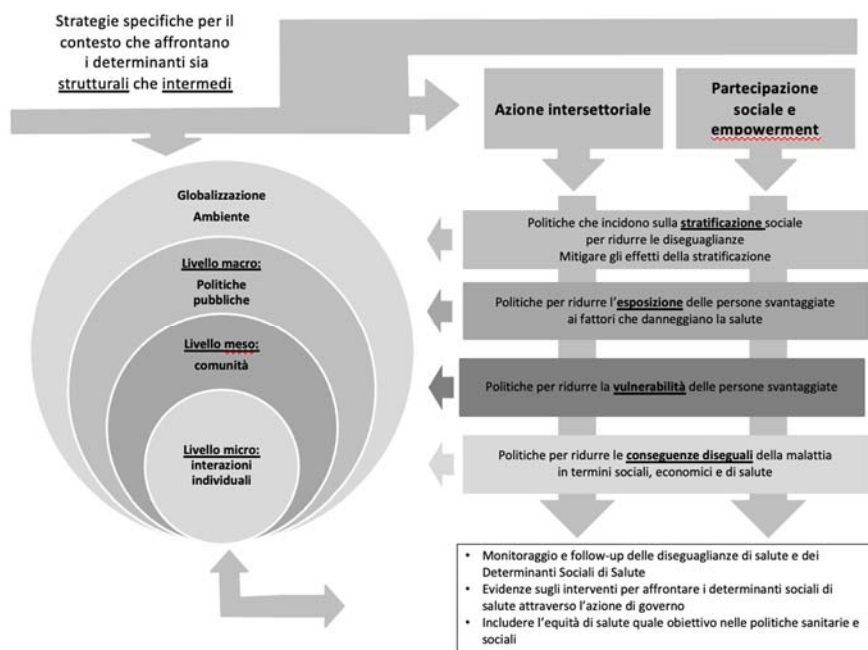 Strategie specifiche per il
contesto che affrontano
i determinanti sia
strutturali che intermedi
Azione intersettoriale
Partecipazione
sociale e
empowerment
Globalizzazione
Ambiente
Livello macro:
Politiche
pubbliche
Livello meso:
comunità
Livello micro:
interazioni
individuali
Politiche che incidono sulla stratificazione sociale
per ridurre le diseguaglianze
Mitigare gli effetti della stratificazione
Politiche per ridurre l'esposizione delle persone svantaggiate
ai fattori che danneggiano la salute
Politiche per ridurre la vulnerabilità delle persone svantaggiate
Politiche per ridurre le conseguenze diseguali della malattia
in termini sociali, economici e di salute
• Monitoraggio e follow-up delle diseguaglianze di salute e dei
Determinanti Sociali di Salute
• Evidenze sugli interventi per affrontare i determinanti sociali di
salute attraverso l'azione di governo
• Includere l'equità di salute quale obiettivo nelle politiche sanitarie e
sociali